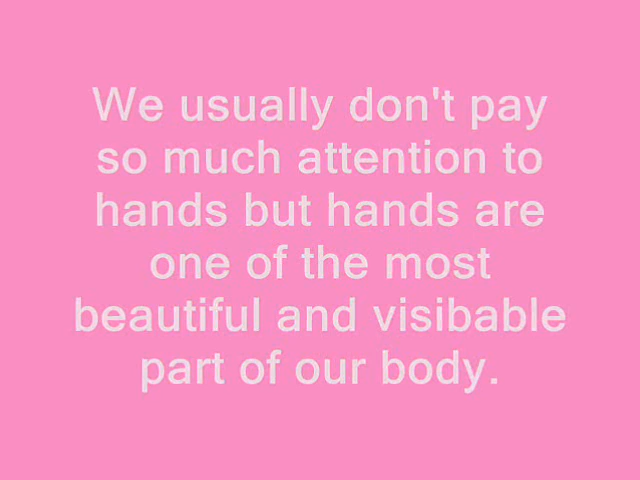 We usually don't pay
so much attention to
hands but hands are
one of the most
beautiful and visibable
part of our body.